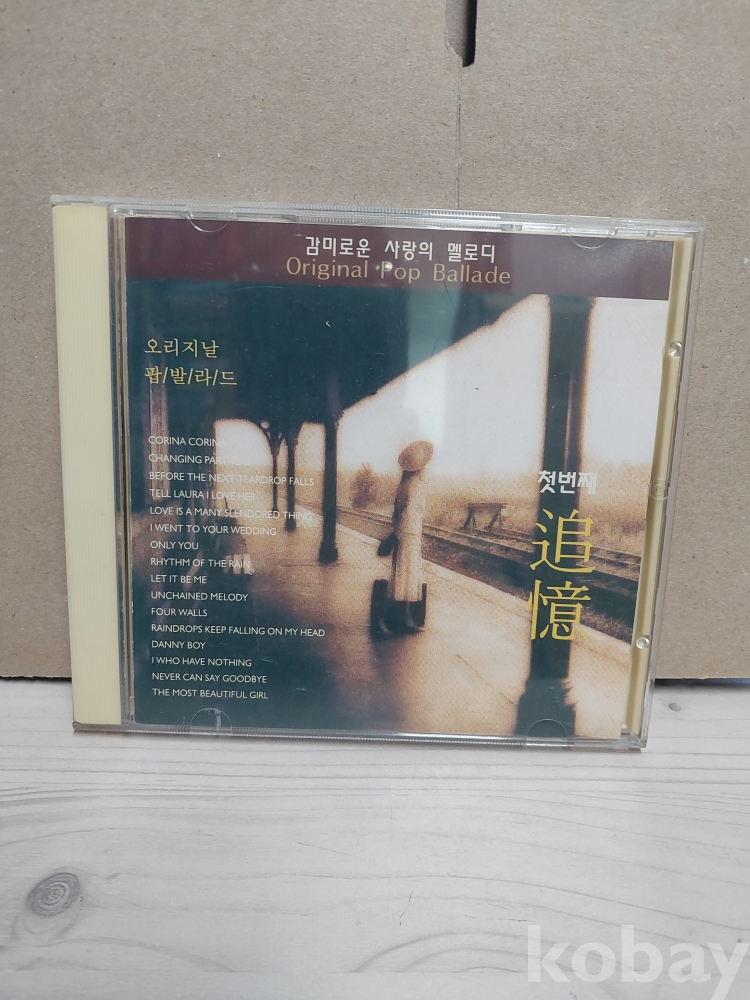 감미로운 사랑의 멜로디
Original Pop Ballade
오리지날
팝/발/라/드
CORINA CORINA
CHANGING
BEFORE THE NEXT TEARDROP FALLS
TELL LAURA I LOVE HER
LOVE IS A MANY SLENDORED THING
I WENT TO YOUR WEDDING
ONLY YOU
RHYTHM OF THE RAIN
LET IT BE ME
UNCHAINED MELODY
FOUR WALLS
RAINDROPS KEEP FALLING ON MY HEAD
DANNY BOY
I WHO HAVE NOTHING
NEVER CAN SAY GOODBYE
THE MOST BEAUTIFUL GIRL
첫번째
追憶
kobay